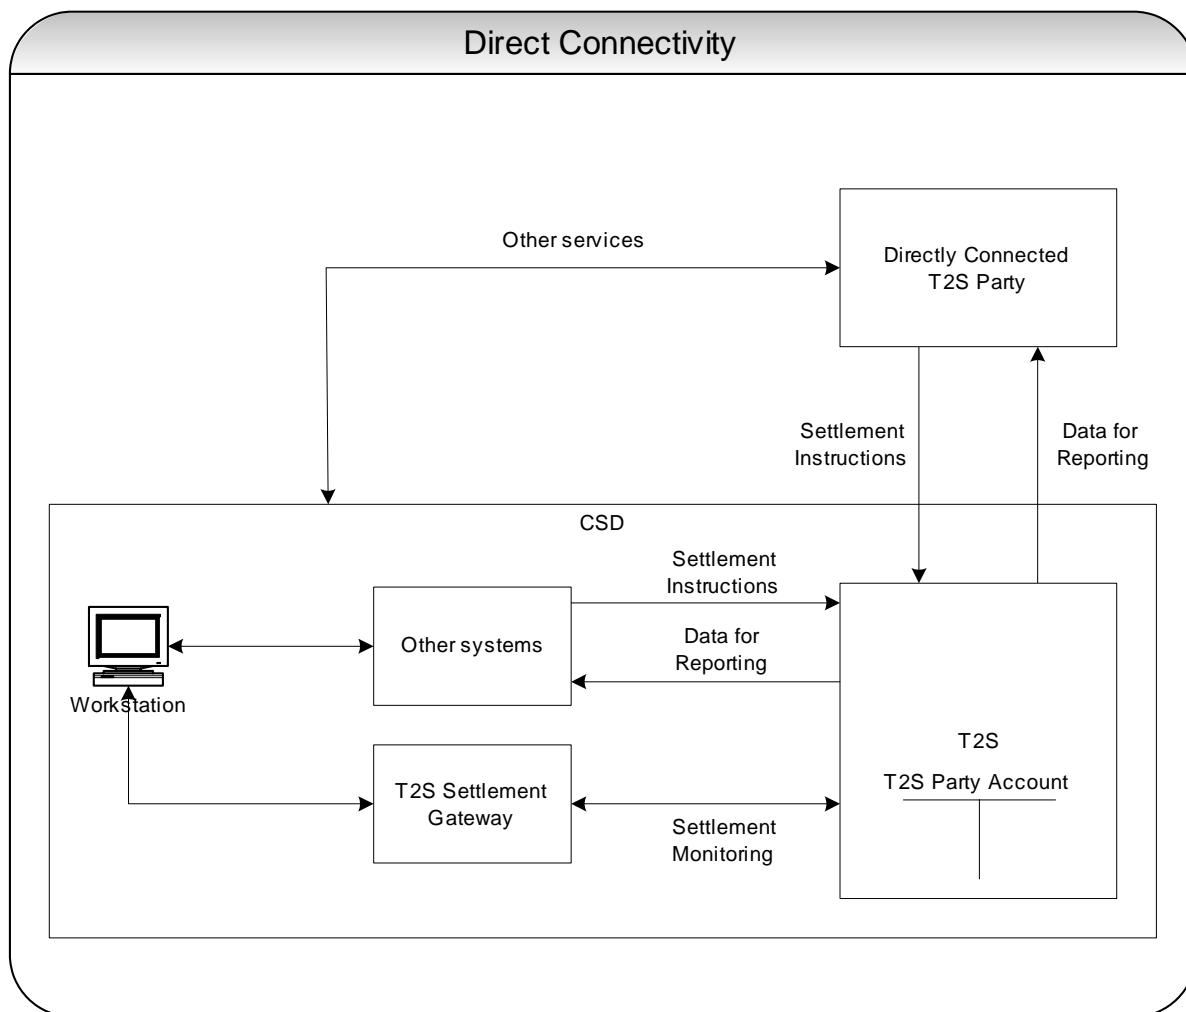 Direct Connectivity
Other services
Directly Connected
T2S Party
Settlement
Instructions
Data for
Reporting
CSD
Settlement
Instructions
Other systems
Data for
Reporting
Workstation
T2S Settlement
Gateway
Settlement
Monitoring
T2S
T2S Party Account